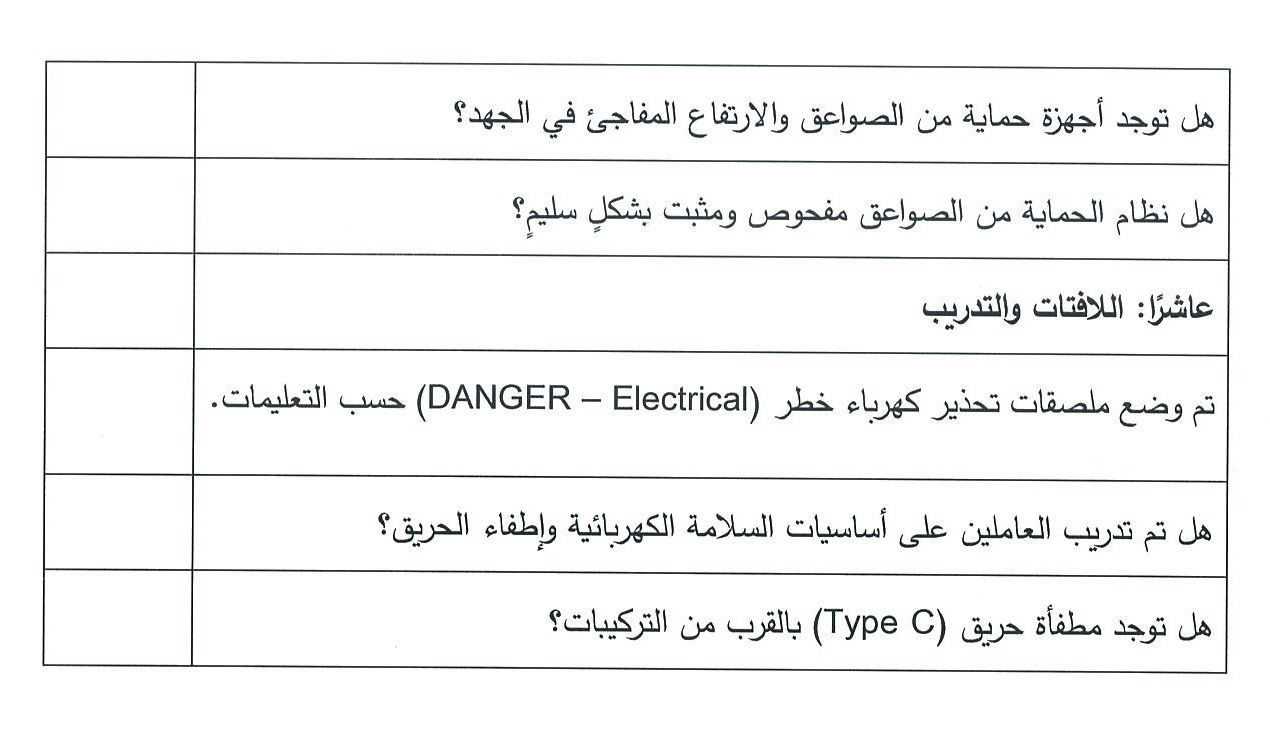 هل توجد أجهزة حماية من الصواعق والارتفاع المفاجئ في الجهد؟
هل نظام الحماية من الصواعق مفحوص ومثبت بشكلٍ سليمٍ؟
عاشرًا: اللافتات والتدريب
تم وضع ملصقات تحذير كهرباء خطر (DANGER – Electrical) حسب التعليمات.
هل تم تدريب العاملين على أساسيات السلامة الكهربائية وإطفاء الحريق؟
هل توجد مطفأة حريق (Type C) بالقرب من التركيبات؟